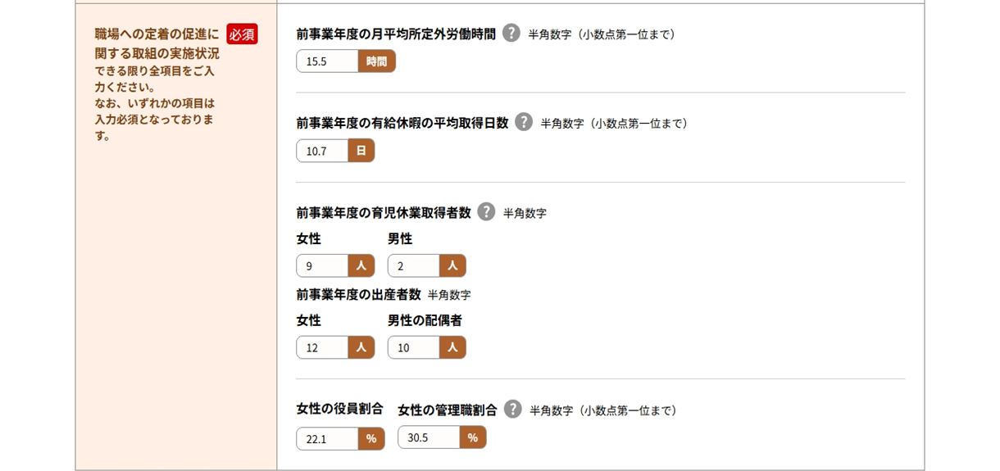 職場への定着の促進に 必須
関する取組の実施状況
できる限り全項目をご入
力ください。
なお、いずれかの項目は
入力必須となっておりま
す。
前事業年度の月平均所定外労働時間 ? 半角数字（小数点第一位まで）
15.5 時間
前事業年度の有給休暇の平均取得日数 ? 半角数字（小数点第一位まで）
10.7 日
前事業年度の育児休業取得者数 ? 半角数字
女性 男性
9 人 2 人
前事業年度の出産者数 半角数字
女性 男性の配偶者
12 人 10 人
女性の役員割合 女性の管理職割合 ? 半角数字（小数点第一位まで）
22.1 % 30.5 %